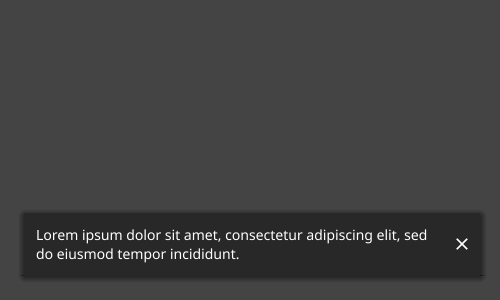 Lorem ipsum dolor sit amet, consectetur adipiscing elit, sed
do eiusmod tempor incididunt.